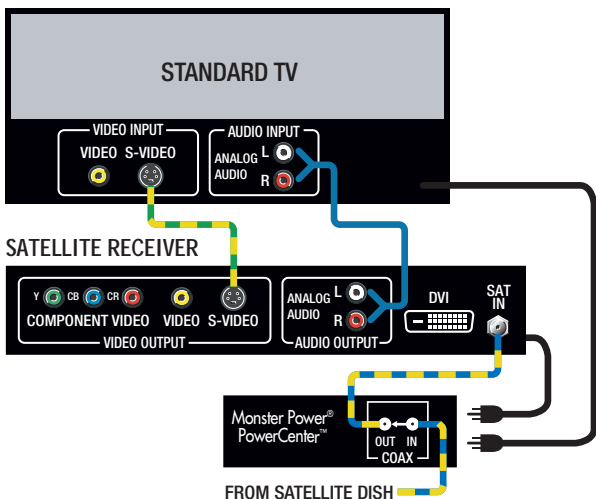 STANDARD TV
VIDEO INPUT
AUDIO INPUT
VIDEO S-VIDEO
ANALOG AUDIO
L
R
SATELLITE RECEIVER
Y CB CR
COMPONENT VIDEO VIDEO S-VIDEO
VIDEO OUTPUT
ANALOG AUDIO
L
R
AUDIO OUTPUT
DVI
SAT IN
Monster Power®
PowerCenter™
OUT IN
COAX
FROM SATELLITE DISH